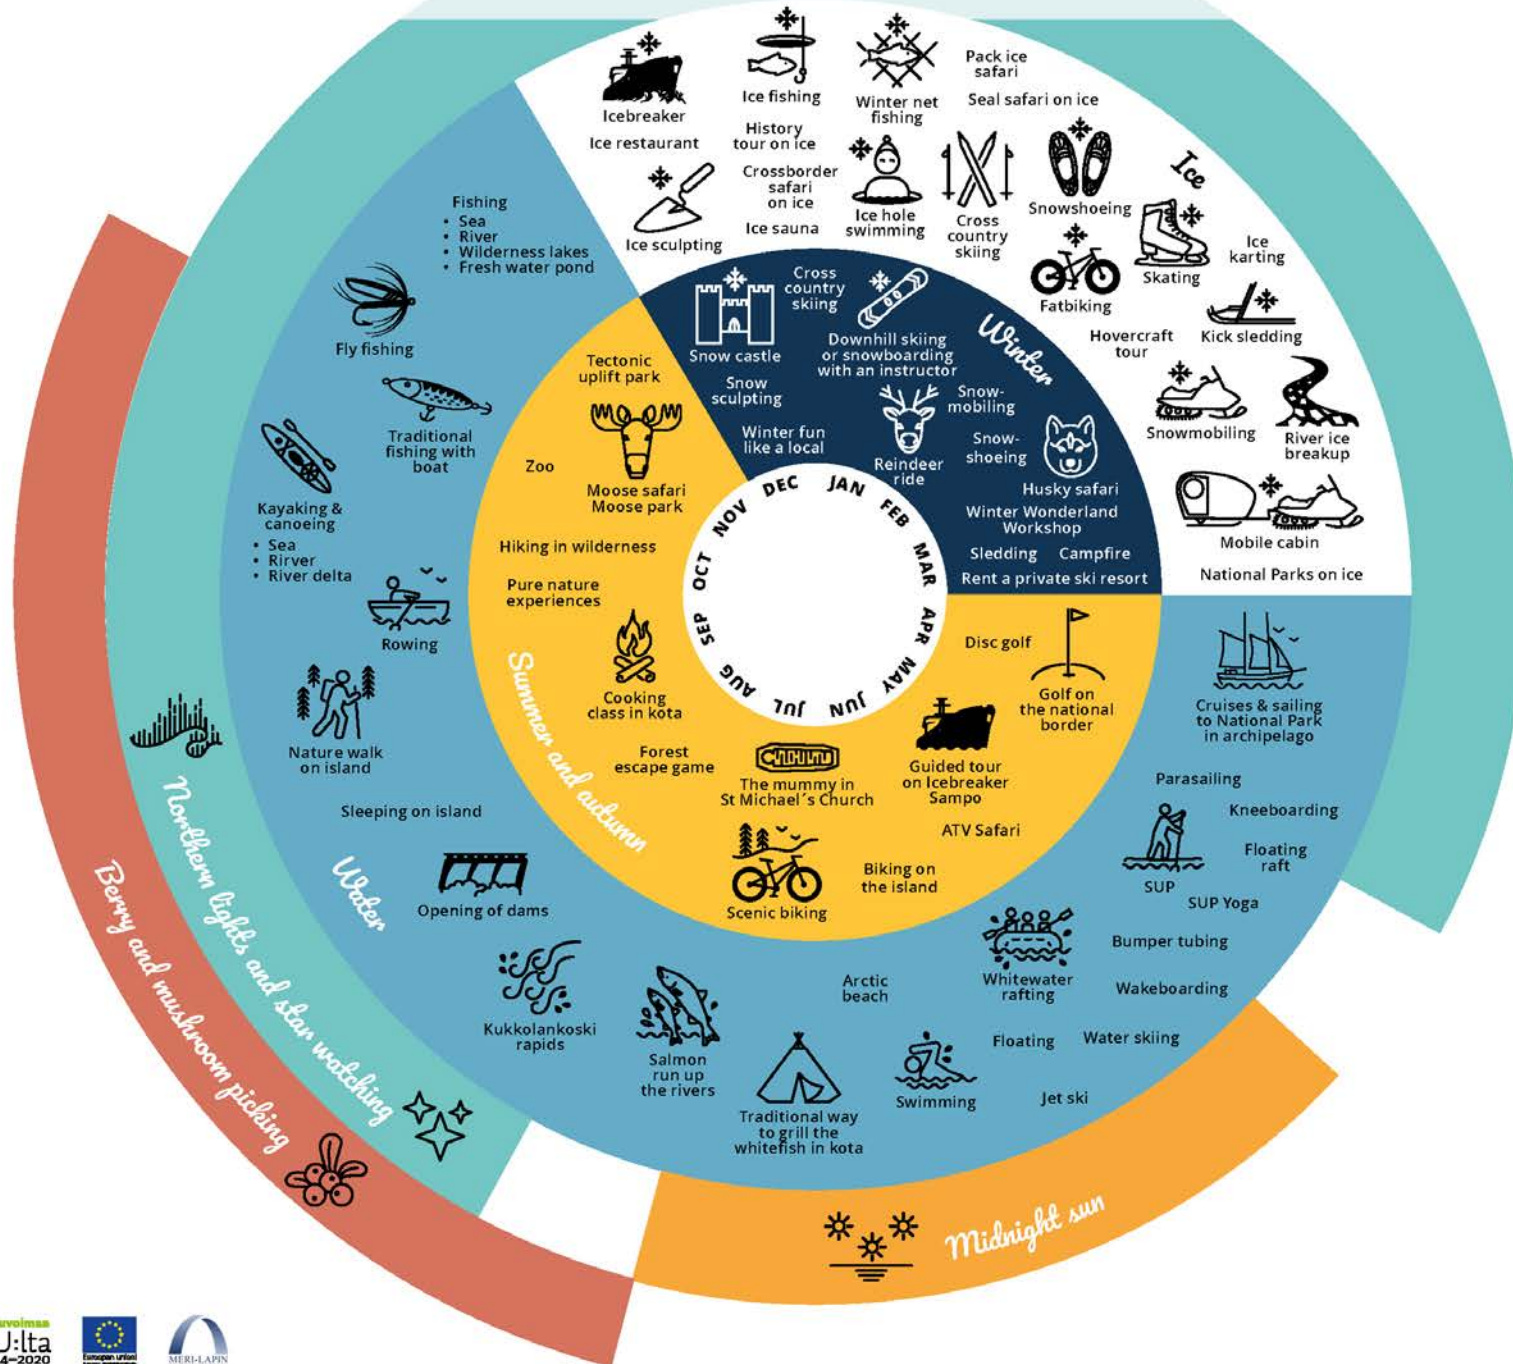 Icebreaker
Ice restaurant
Ice sculpting
Ice fishing
History
tour on ice
Crossborder
safari
on ice
Ice sauna
Winter net
fishing
Ice hole
swimming
Pack ice
safari
Seal safari on ice
Cross
country
skiing
Snowshoeing
Fatbiking
Ice
Skating
Ice
karting
Hovercraft
tour
Kick sledding
Snowmobiling
River ice
breakup
Mobile cabin
National Parks on ice
Winter
Snow castle
Cross
country
skiing
Downhill skiing
or snowboarding
with an instructor
Snow
sculpting
Winter fun
like a local
Reindeer
ride
Snow-
mobiling
Snow-
shoeing
Husky safari
Winter Wonderland
Workshop
Sledding
Campfire
Rent a private ski resort
JAN
FEB
MAR
APR
MAY
JUN
JUL
AUG
SEP
OCT
NOV
DEC
Summer and autumn
Tectonic
uplift park
Zoo
Moose safari
Moose park
Hiking in wilderness
Pure nature
experiences
Cooking
class in kota
Forest
escape game
The mummy in
St Michael´s Church
Scenic biking
Biking on
the island
ATV Safari
Guided tour
on Icebreaker
Sampo
Disc golf
Golf on
the national
border
Water
Fishing
• Sea
• River
• Wilderness lakes
• Fresh water pond
Fly fishing
Traditional
fishing with
boat
Kayaking &
canoeing
• Sea
• Rirver
• River delta
Rowing
Nature walk
on island
Sleeping on island
Opening of dams
Kukkolankoski
rapids
Salmon
run up
the rivers
Traditional way
to grill the
whitefish in kota
Arctic
beach
Swimming
Whitewater
rafting
Floating
Water skiing
Jet ski
Wakeboarding
Bumper tubing
SUP Yoga
SUP
Floating
raft
Kneeboarding
Parasailing
Cruises & sailing
to National Park
in archipelago
Northern lights and star watching
Berry and mushroom picking
Midnight sun
U:lta
4–2020
MERI-LAPIN